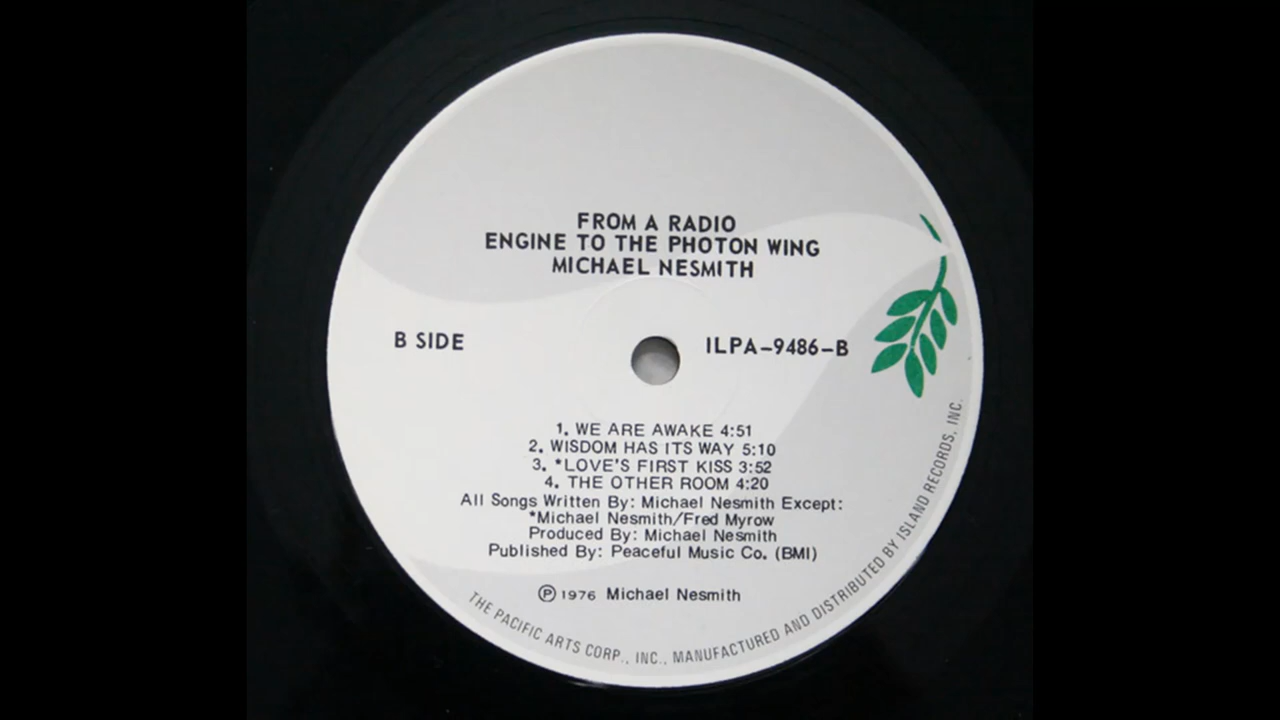 FROM A RADIO
ENGINE TO THE PHOTON WING
MICHAEL NESMITH
B SIDE
ILPA-9486-B
1. WE ARE AWAKE 4:51
2. WISDOM HAS ITS WAY 5:10
3. *LOVE'S FIRST KISS 3:52
4. THE OTHER ROOM 4:20
All Songs Written By: Michael Nesmith Except:
*Michael Nesmith/Fred Myrow
Produced By: Michael Nesmith
Published By: Peaceful Music Co. (BMI)
Ⓟ 1976 Michael Nesmith
THE PACIFIC ARTS CORP., INC., MANUFACTURED AND DISTRIBUTED BY ISLAND RECORDS, INC.